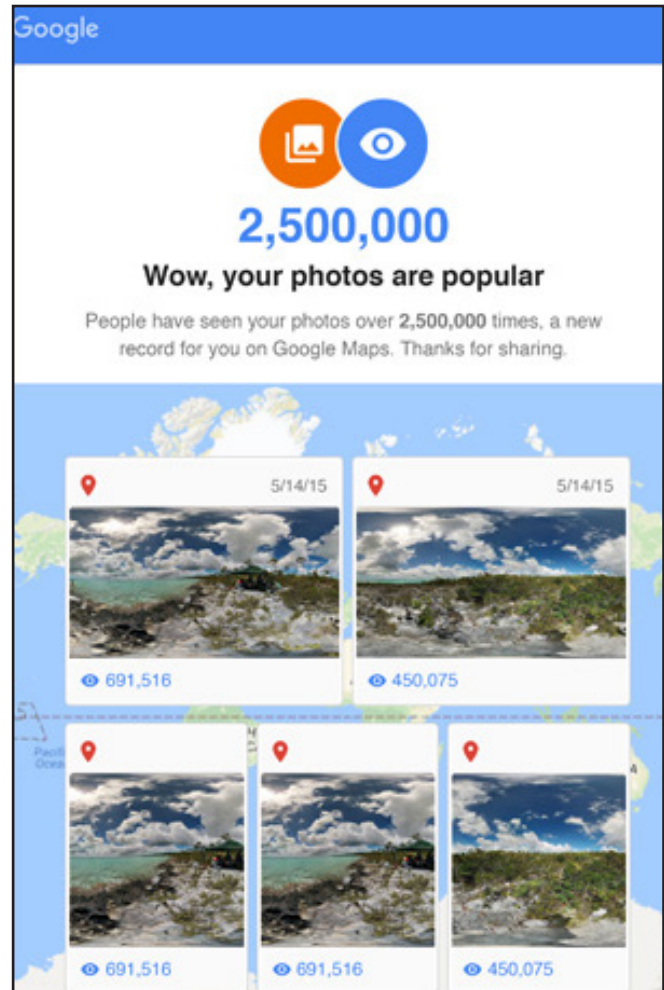 Google
2,500,000
Wow, your photos are popular
People have seen your photos over 2,500,000 times, a new
record for you on Google Maps. Thanks for sharing.
5/14/15
5/14/15
691,516
450,075
Pacific
Ocean
691,516
691,516
450,075